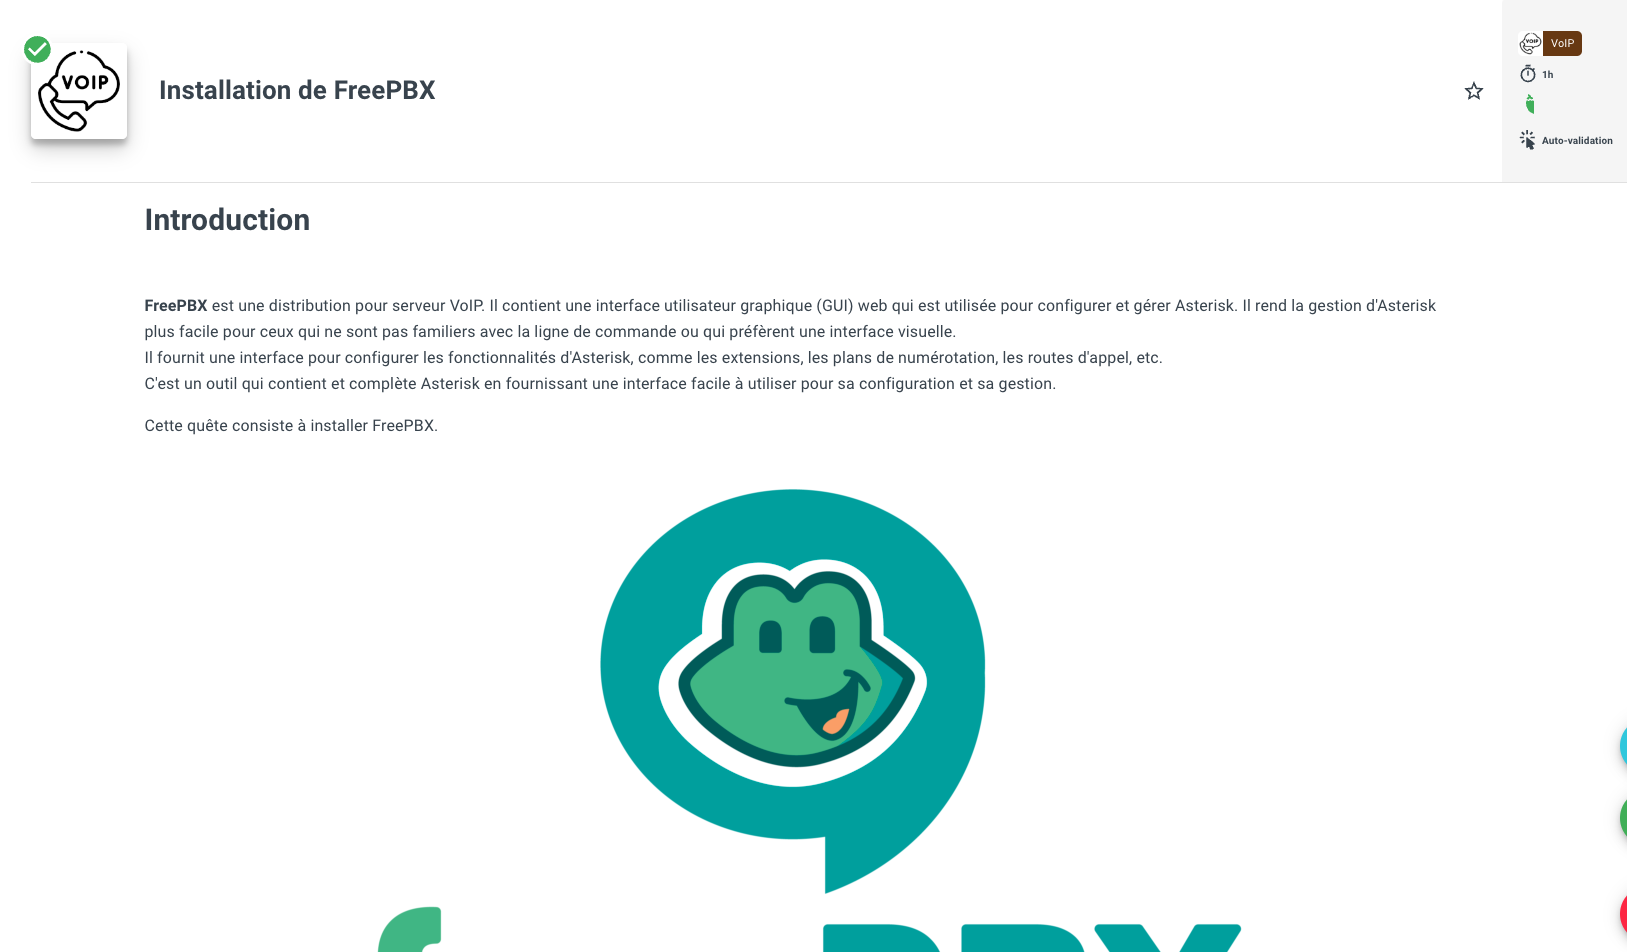 VOIP
Installation de FreePBX
VOIP
VoIP
1h
Auto-validation
Introduction
FreePBX est une distribution pour serveur VoIP. Il contient une interface utilisateur graphique (GUI) web qui est utilisée pour configurer et gérer Asterisk. Il rend la gestion d'Asterisk
plus facile pour ceux qui ne sont pas familiers avec la ligne de commande ou qui préfèrent une interface visuelle.
Il fournit une interface pour configurer les fonctionnalités d'Asterisk, comme les extensions, les plans de numérotation, les routes d'appel, etc.
C'est un outil qui contient et complète Asterisk en fournissant une interface facile à utiliser pour sa configuration et sa gestion.
Cette quête consiste à installer FreePBX.